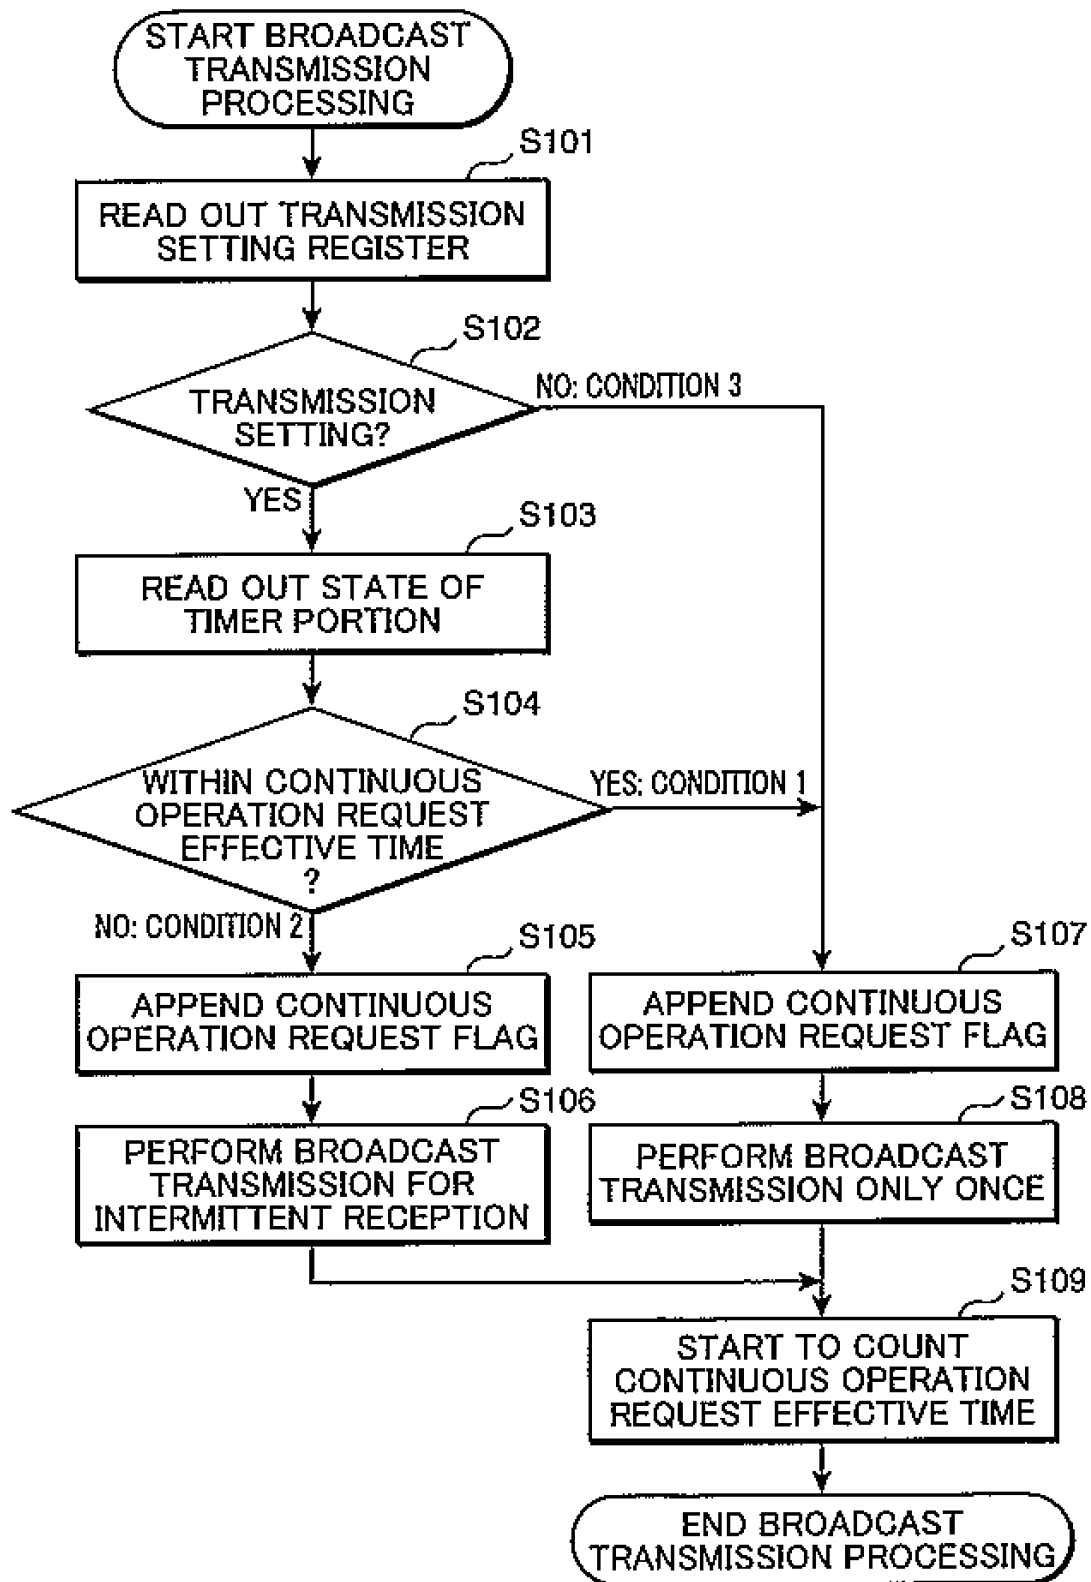 START BROADCAST
TRANSMISSION
PROCESSING
S101
READ OUT TRANSMISSION
SETTING REGISTER
S102
TRANSMISSION
SETTING?
NO: CONDITION 3
YES
S103
READ OUT STATE OF
TIMER PORTION
S104
WITHIN CONTINUOUS
OPERATION REQUEST
EFFECTIVE TIME
?
YES: CONDITION 1
NO: CONDITION 2
S105
APPEND CONTINUOUS
OPERATION REQUEST FLAG
S107
APPEND CONTINUOUS
OPERATION REQUEST FLAG
S106
PERFORM BROADCAST
TRANSMISSION FOR
INTERMITTENT RECEPTION
S108
PERFORM BROADCAST
TRANSMISSION ONLY ONCE
S109
START TO COUNT
CONTINUOUS OPERATION
REQUEST EFFECTIVE TIME
END BROADCAST
TRANSMISSION PROCESSING